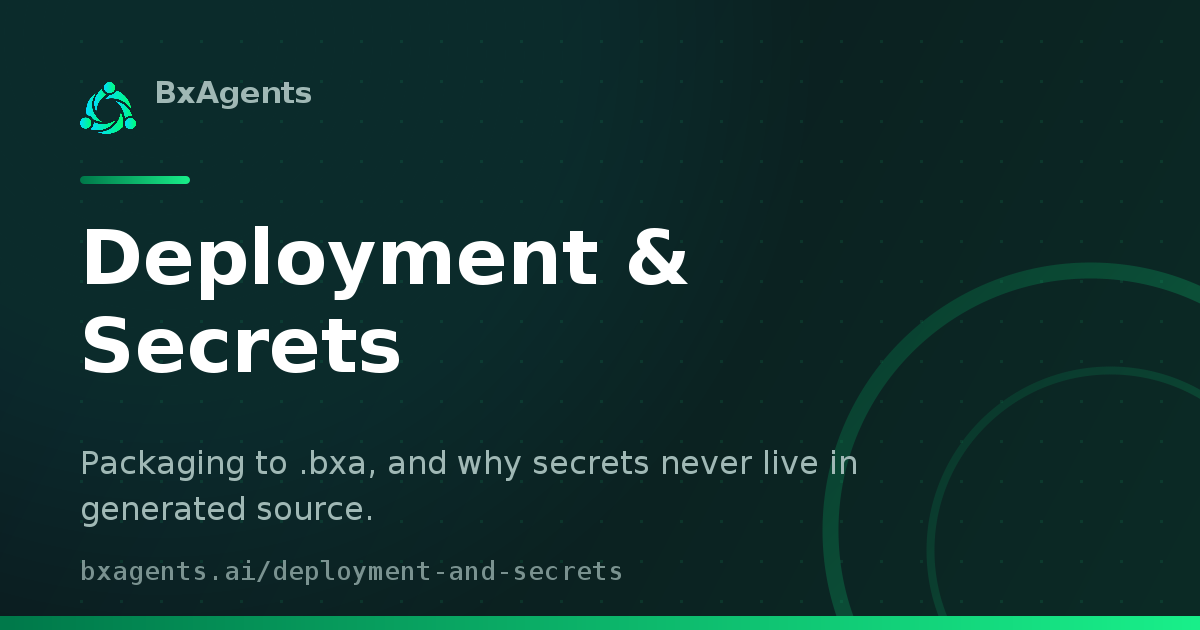 BxAgents
Deployment &
Secrets
Packaging to .bxa, and why secrets never live in
generated source.
bxagents.ai/deployment-and-secrets